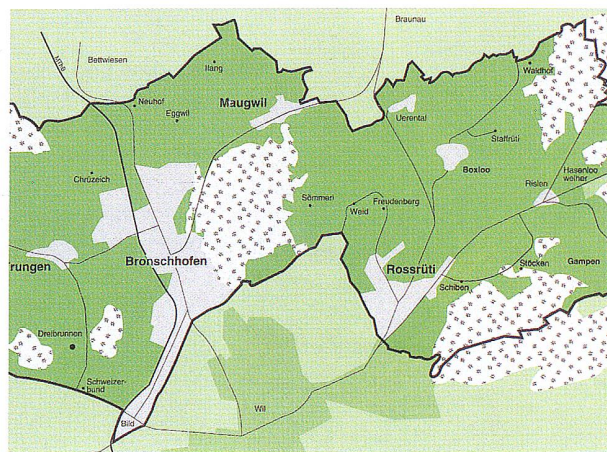 Braunau
Bettwiesen
Ilang
Waldhof
Neuhof
Eggwil
Maugwil
Uerental
Staffrüti
Boxloo
Hasenloo
weiher
Rislen
Chrüzeich
Sömmeri
Weid
Freudenberg
rungen
Bronschhofen
Rossrüti
Stöcken
Gampen
Schiben
Dreibrunnen
Schweizer-
bund
Wil
Bild